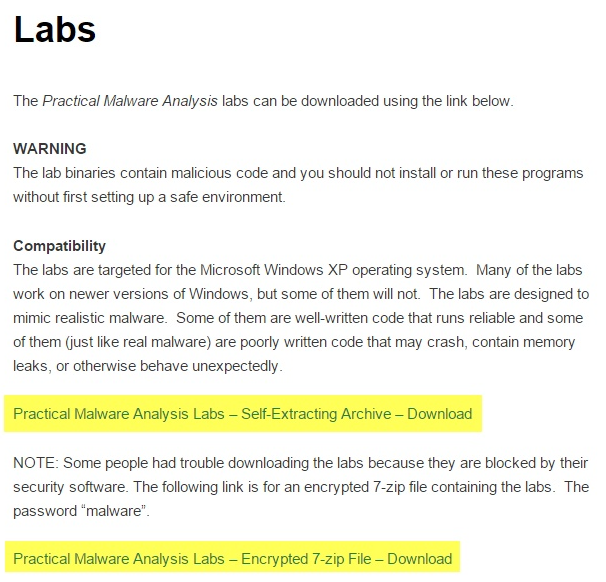 Labs
The Practical Malware Analysis labs can be downloaded using the link below.
WARNING
The lab binaries contain malicious code and you should not install or run these programs
without first setting up a safe environment.
Compatibility
The labs are targeted for the Microsoft Windows XP operating system.  Many of the labs
work on newer versions of Windows, but some of them will not.  The labs are designed to
mimic realistic malware.  Some of them are well-written code that runs reliable and some
of them (just like real malware) are poorly written code that may crash, contain memory
leaks, or otherwise behave unexpectedly.
Practical Malware Analysis Labs – Self-Extracting Archive – Download
NOTE: Some people had trouble downloading the labs because they are blocked by their
security software. The following link is for an encrypted 7-zip file containing the labs.  The
password “malware”.
Practical Malware Analysis Labs – Encrypted 7-zip File – Download